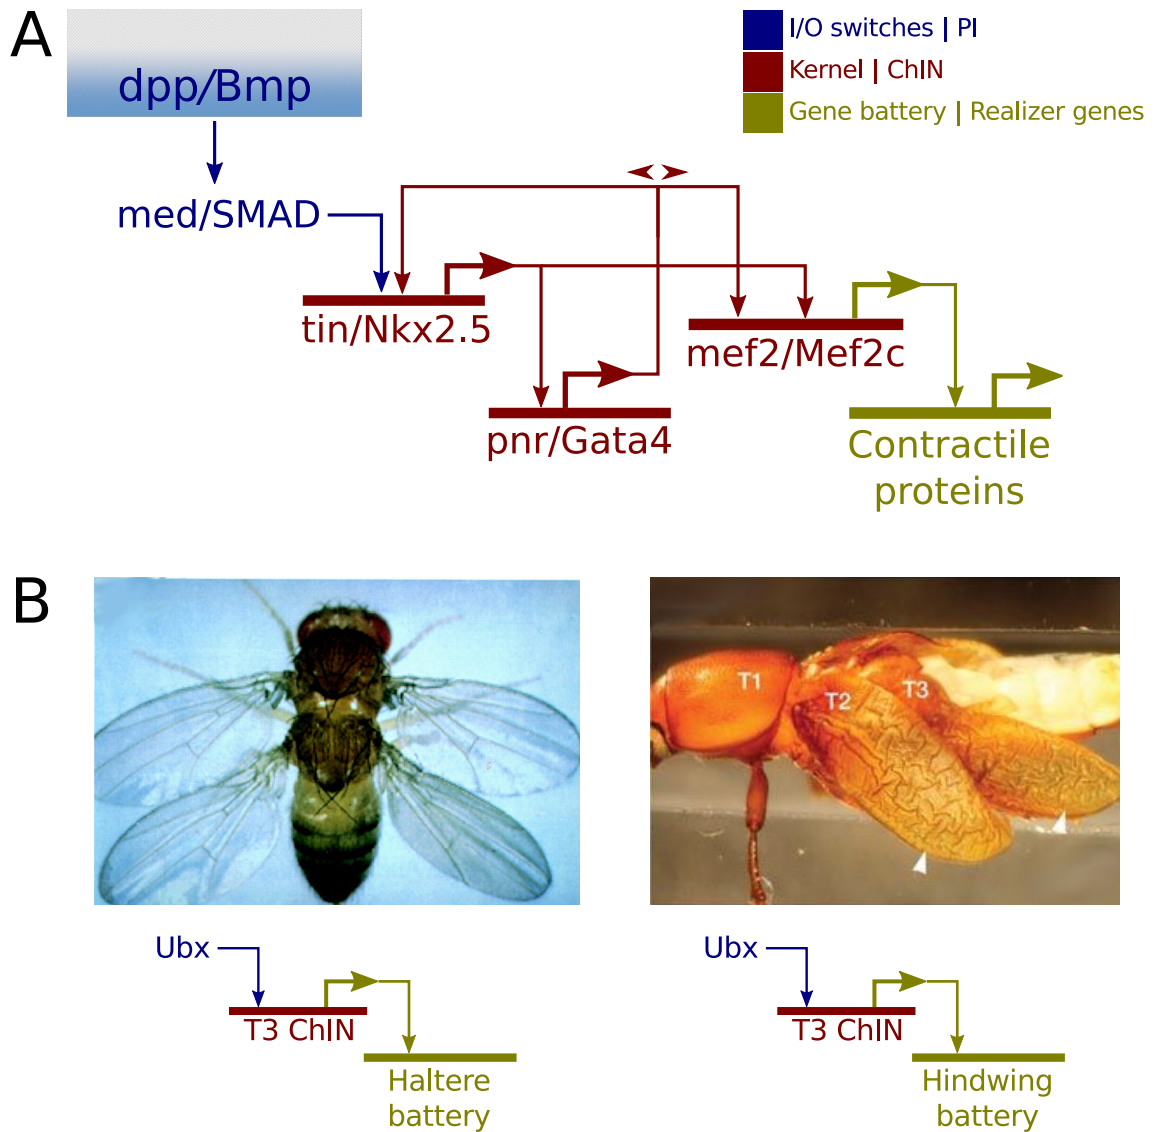 A
dpp/Bmp
I/O switches | PI
Kernel | ChIN
Gene battery | Realizer genes
med/SMAD
tin/Nkx2.5
mef2/Mef2c
pnr/Gata4
Contractile
proteins
B
T1
T2
T3
Ubx
T3 ChIN
Haltere
battery
Ubx
T3 ChIN
Hindwing
battery